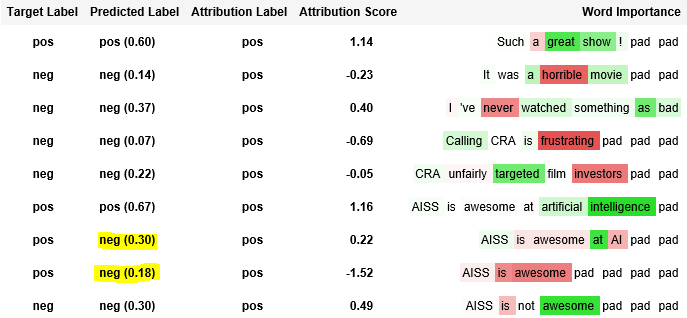 Target Label Predicted Label Attribution Label Attribution Score Word Importance
pos pos (0.60) pos 1.14 Such a great show ! pad pad
neg neg (0.14) pos -0.23 It was a horrible movie pad pad
neg neg (0.37) pos 0.40 I 've never watched something as bad
neg neg (0.07) pos -0.69 Calling CRA is frustrating pad pad pad
neg neg (0.22) pos -0.05 CRA unfairly targeted film investors pad pad
pos pos (0.67) pos 1.16 AISS is awesome at artificial intelligence pad
pos neg (0.30) pos 0.22 AISS is awesome at AI pad pad
pos neg (0.18) pos -1.52 AISS is awesome pad pad pad pad
neg neg (0.30) pos 0.49 AISS is not awesome pad pad pad